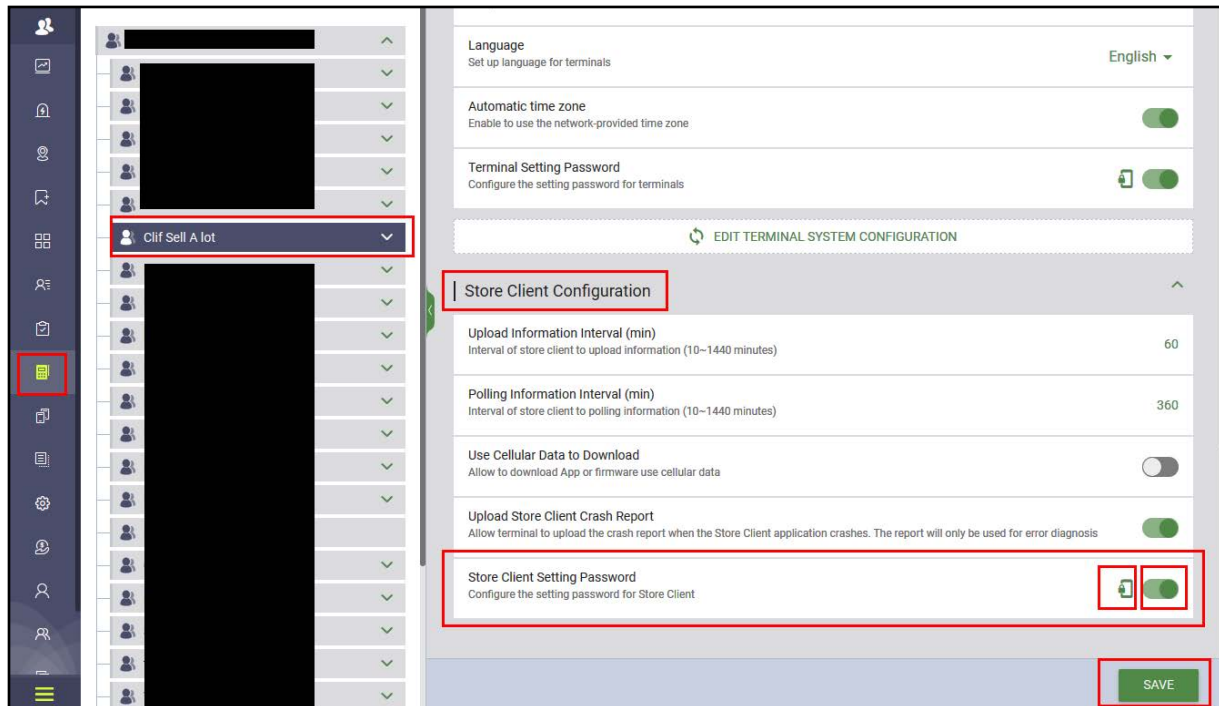 Language
Set up language for terminals
English
Automatic time zone
Enable to use the network-provided time zone
Terminal Setting Password
Configure the setting password for terminals
Clif Sell A lot
EDIT TERMINAL SYSTEM CONFIGURATION
Store Client Configuration
Upload Information Interval (min)
Interval of store client to upload information (10~1440 minutes)
60
Polling Information Interval (min)
Interval of store client to polling information (10~1440 minutes)
360
Use Cellular Data to Download
Allow to download App or firmware use cellular data
Upload Store Client Crash Report
Allow terminal to upload the crash report when the Store Client application crashes. The report will only be used for error diagnosis
Store Client Setting Password
Configure the setting password for Store Client
SAVE